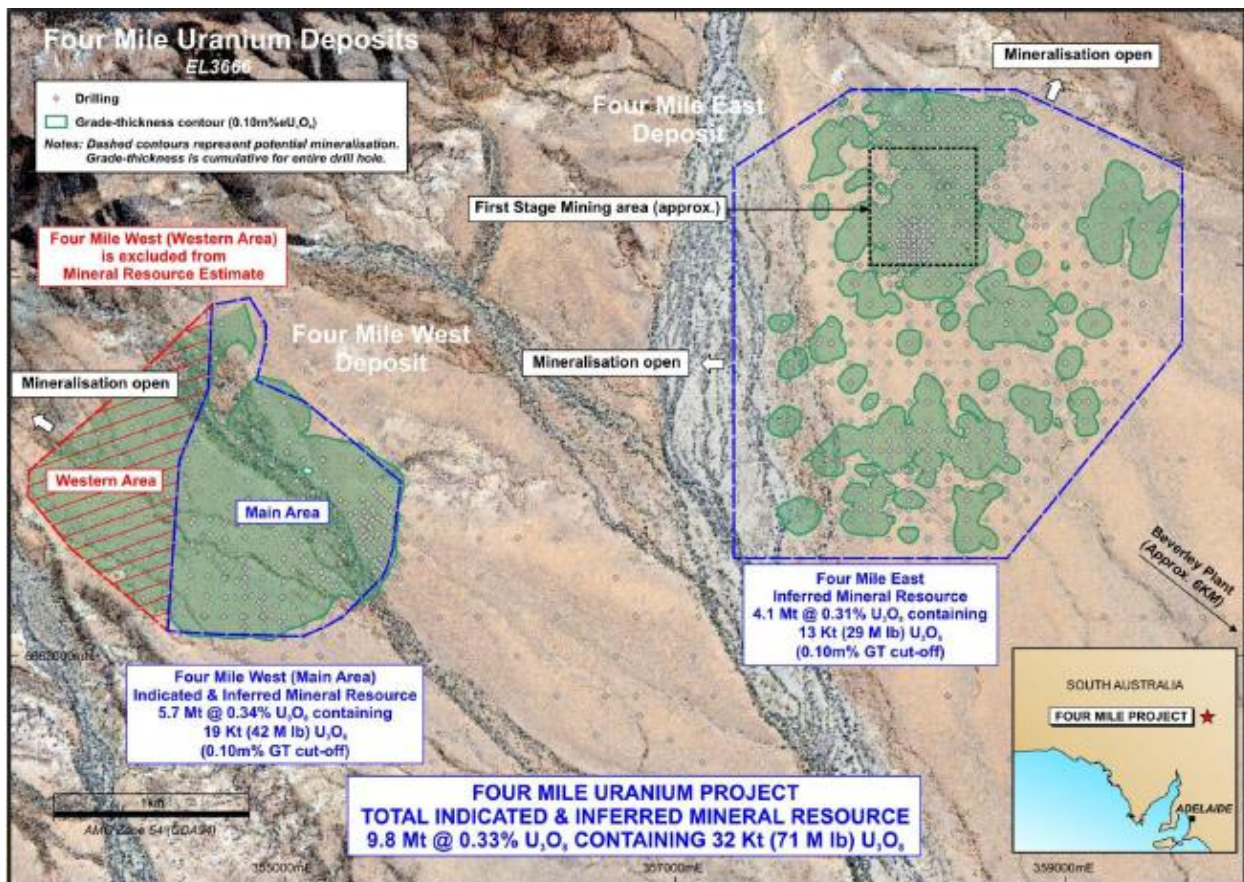 Four Mile Uranium Deposits
EL3666
Drilling
Grade-thickness contour (0.10m%eU₃O₈)
Notes: Dashed contours represent potential mineralisation.
Grade-thickness is cumulative for entire drill hole.
Mineralisation open
Four Mile East
Deposit
First Stage Mining area (approx.)
Four Mile West (Western Area)
is excluded from
Mineral Resource Estimate
Four Mile West
Deposit
Mineralisation open
Mineralisation open
Western Area
Main Area
Beverley Plant
(Approx. 6KM)
Four Mile East
Inferred Mineral Resource
4.1 Mt @ 0.31% U₃O₈ containing
13 Kt (29 M lb) U₃O₈
(0.10m% GT cut-off)
6663000mN
Four Mile West (Main Area)
Indicated & Inferred Mineral Resource
5.7 Mt @ 0.34% U₃O₈ containing
19 Kt (42 M lb) U₃O₈
(0.10m% GT cut-off)
SOUTH AUSTRALIA
FOUR MILE PROJECT
ADELAIDE
1km
AMG Zone 54 (GDA94)
FOUR MILE URANIUM PROJECT
TOTAL INDICATED & INFERRED MINERAL RESOURCE
9.8 Mt @ 0.33% U₃O₈ CONTAINING 32 Kt (71 M lb) U₃O₈
355000mE
357000mE
359000mE